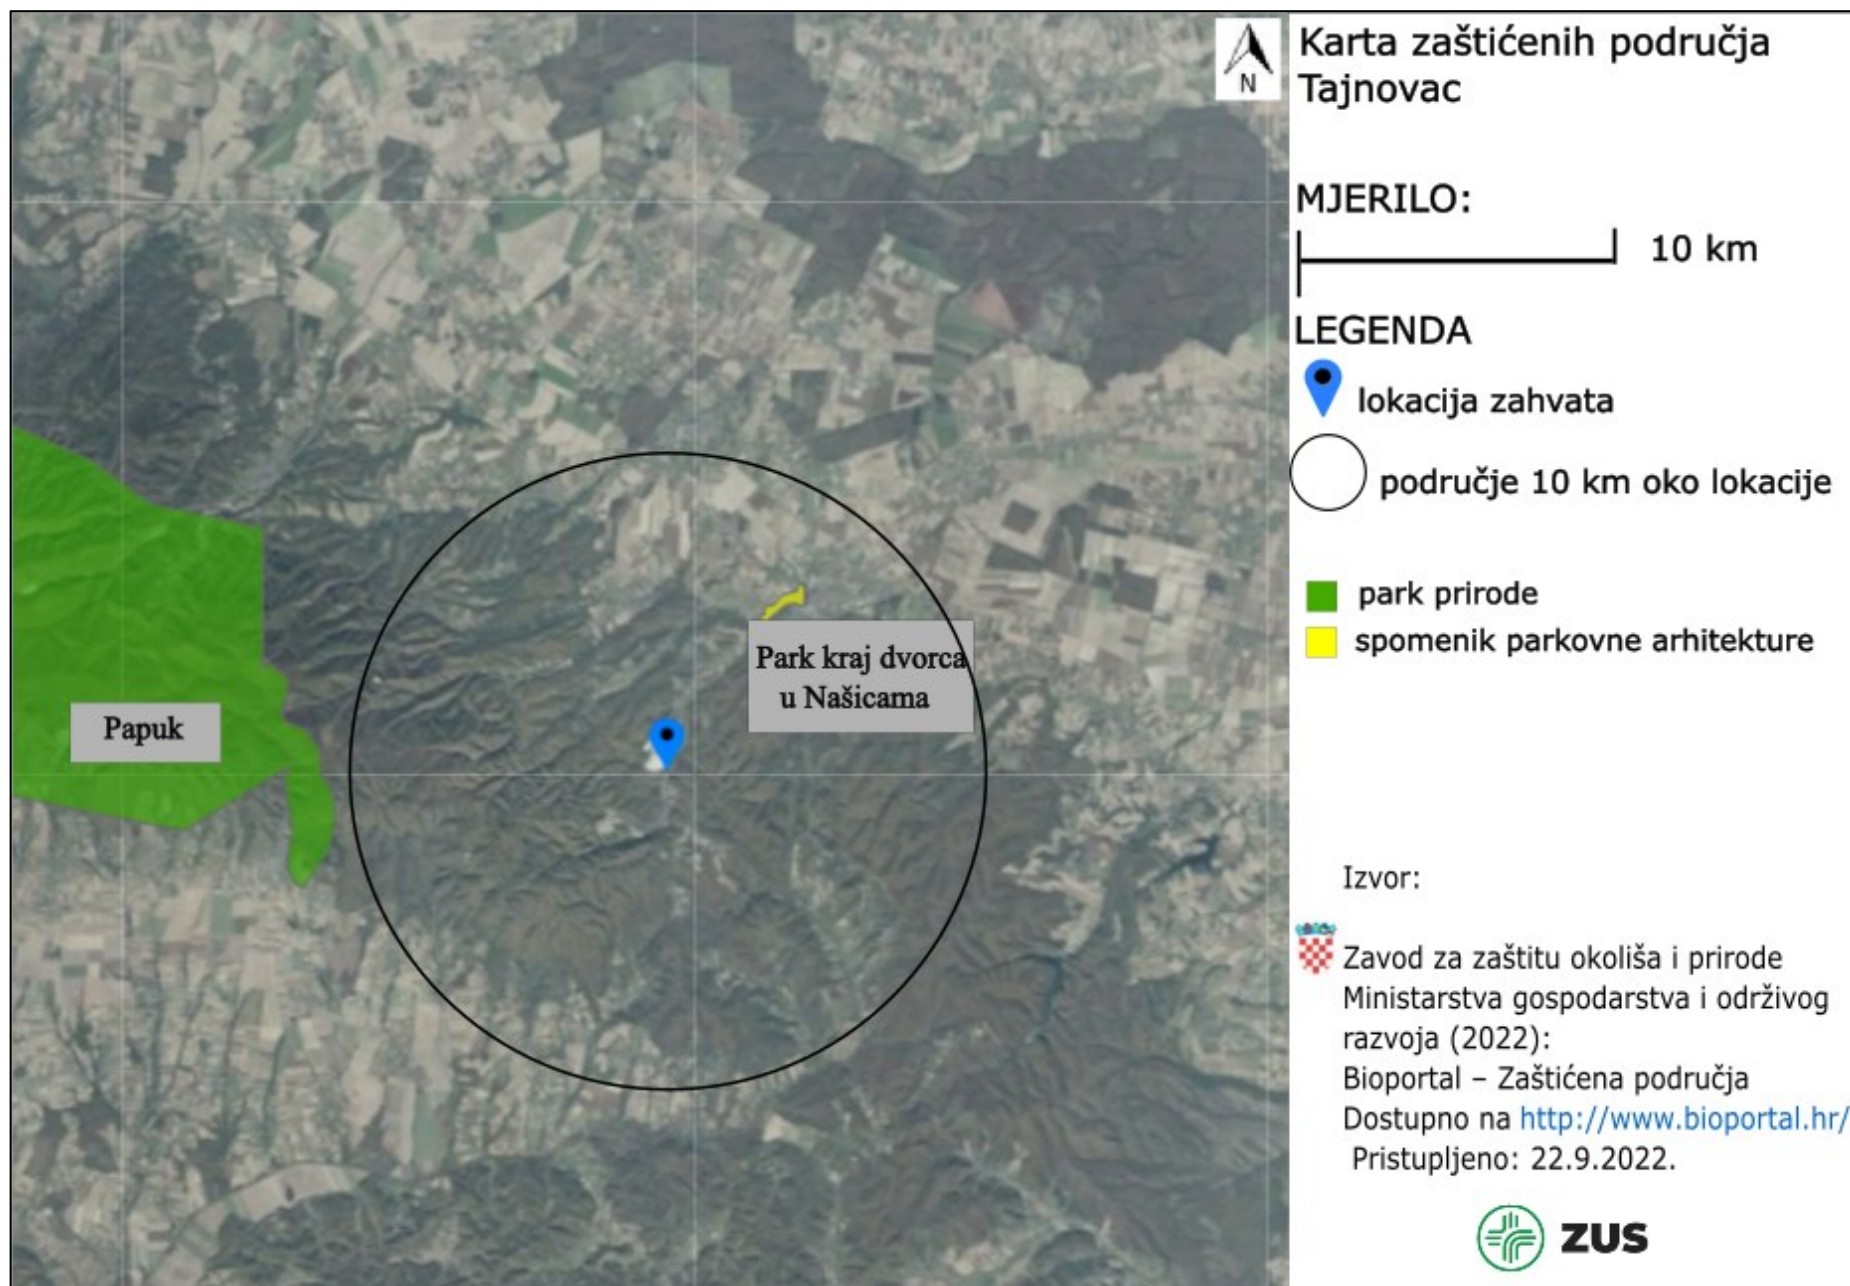 N
Karta zaštićenih područja
Tajnovac
MJERILO:
10 km
LEGENDA
lokacija zahvata
područje 10 km oko lokacije
park prirode
spomenik parkovne arhitekture
Park kraj dvorca
u Našicama
Papuk
Izvor:
Zavod za zaštitu okoliša i prirode
Ministarstva gospodarstva i održivog
razvoja (2022):
Bioportal – Zaštićena područja
Dostupno na http://www.bioportal.hr/
Pristupljeno: 22.9.2022.
ZUS